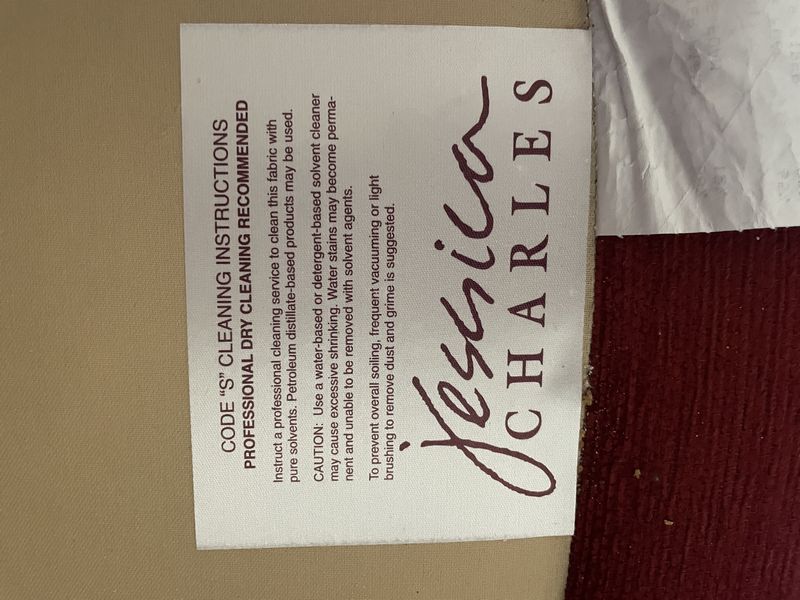 CODE “S” CLEANING INSTRUCTIONS
PROFESSIONAL DRY CLEANING RECOMMENDED
Instruct a professional cleaning service to clean this fabric with
pure solvents. Petroleum distillate-based products may be used.
CAUTION: Use a water-based or detergent-based solvent cleaner
may cause excessive shrinking. Water stains may become perma-
nent and unable to be removed with solvent agents.
To prevent overall soiling, frequent vacuuming or light
brushing to remove dust and grime is suggested.
Jessica
CHARLES